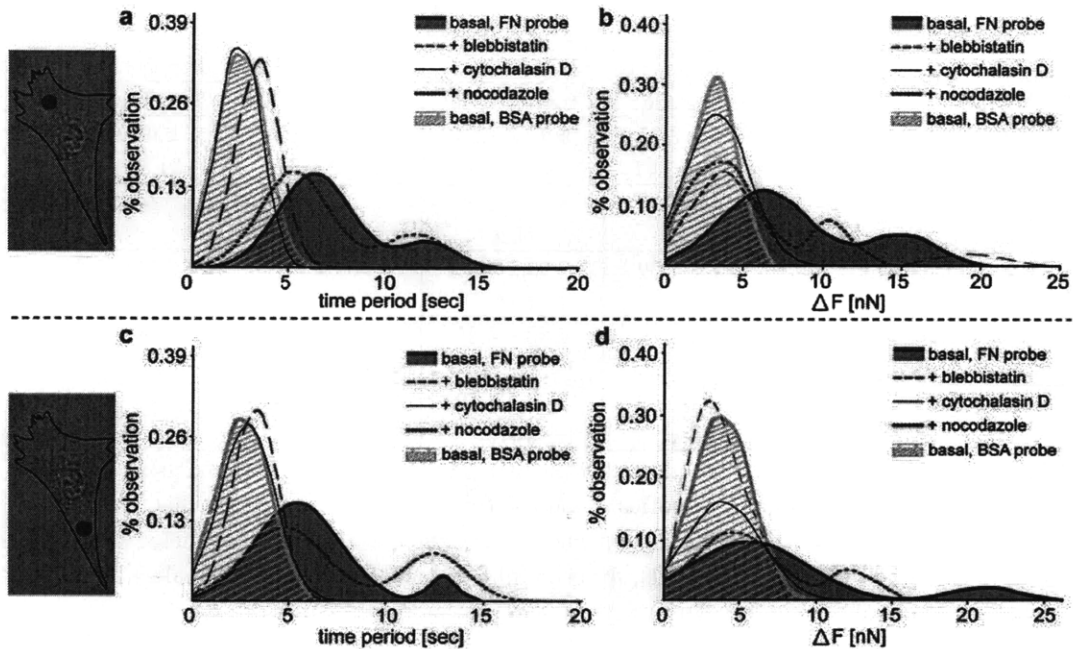 a
0.39
0.26
0.13
% observation
basal, FN probe
+ blebbistatin
+ cytochalasin D
+ nocodazole
basal, BSA probe
0 5 10 15 20
time period [sec]
b
0.40
0.30
0.20
0.10
% observation
basal, FN probe
+ blebbistatin
+ cytochalasin D
+ nocodazole
basal, BSA probe
0 5 10 15 20 25
Δ F [nN]
c
0.39
0.26
0.13
% observation
basal, FN probe
+ blebbistatin
+ cytochalasin D
+ nocodazole
basal, BSA probe
0 5 10 15 20
time period [sec]
d
0.40
0.30
0.20
0.10
% observation
basal, FN probe
+ blebbistatin
+ cytochalasin D
+ nocodazole
basal, BSA probe
0 5 10 15 20 25
Δ F [nN]